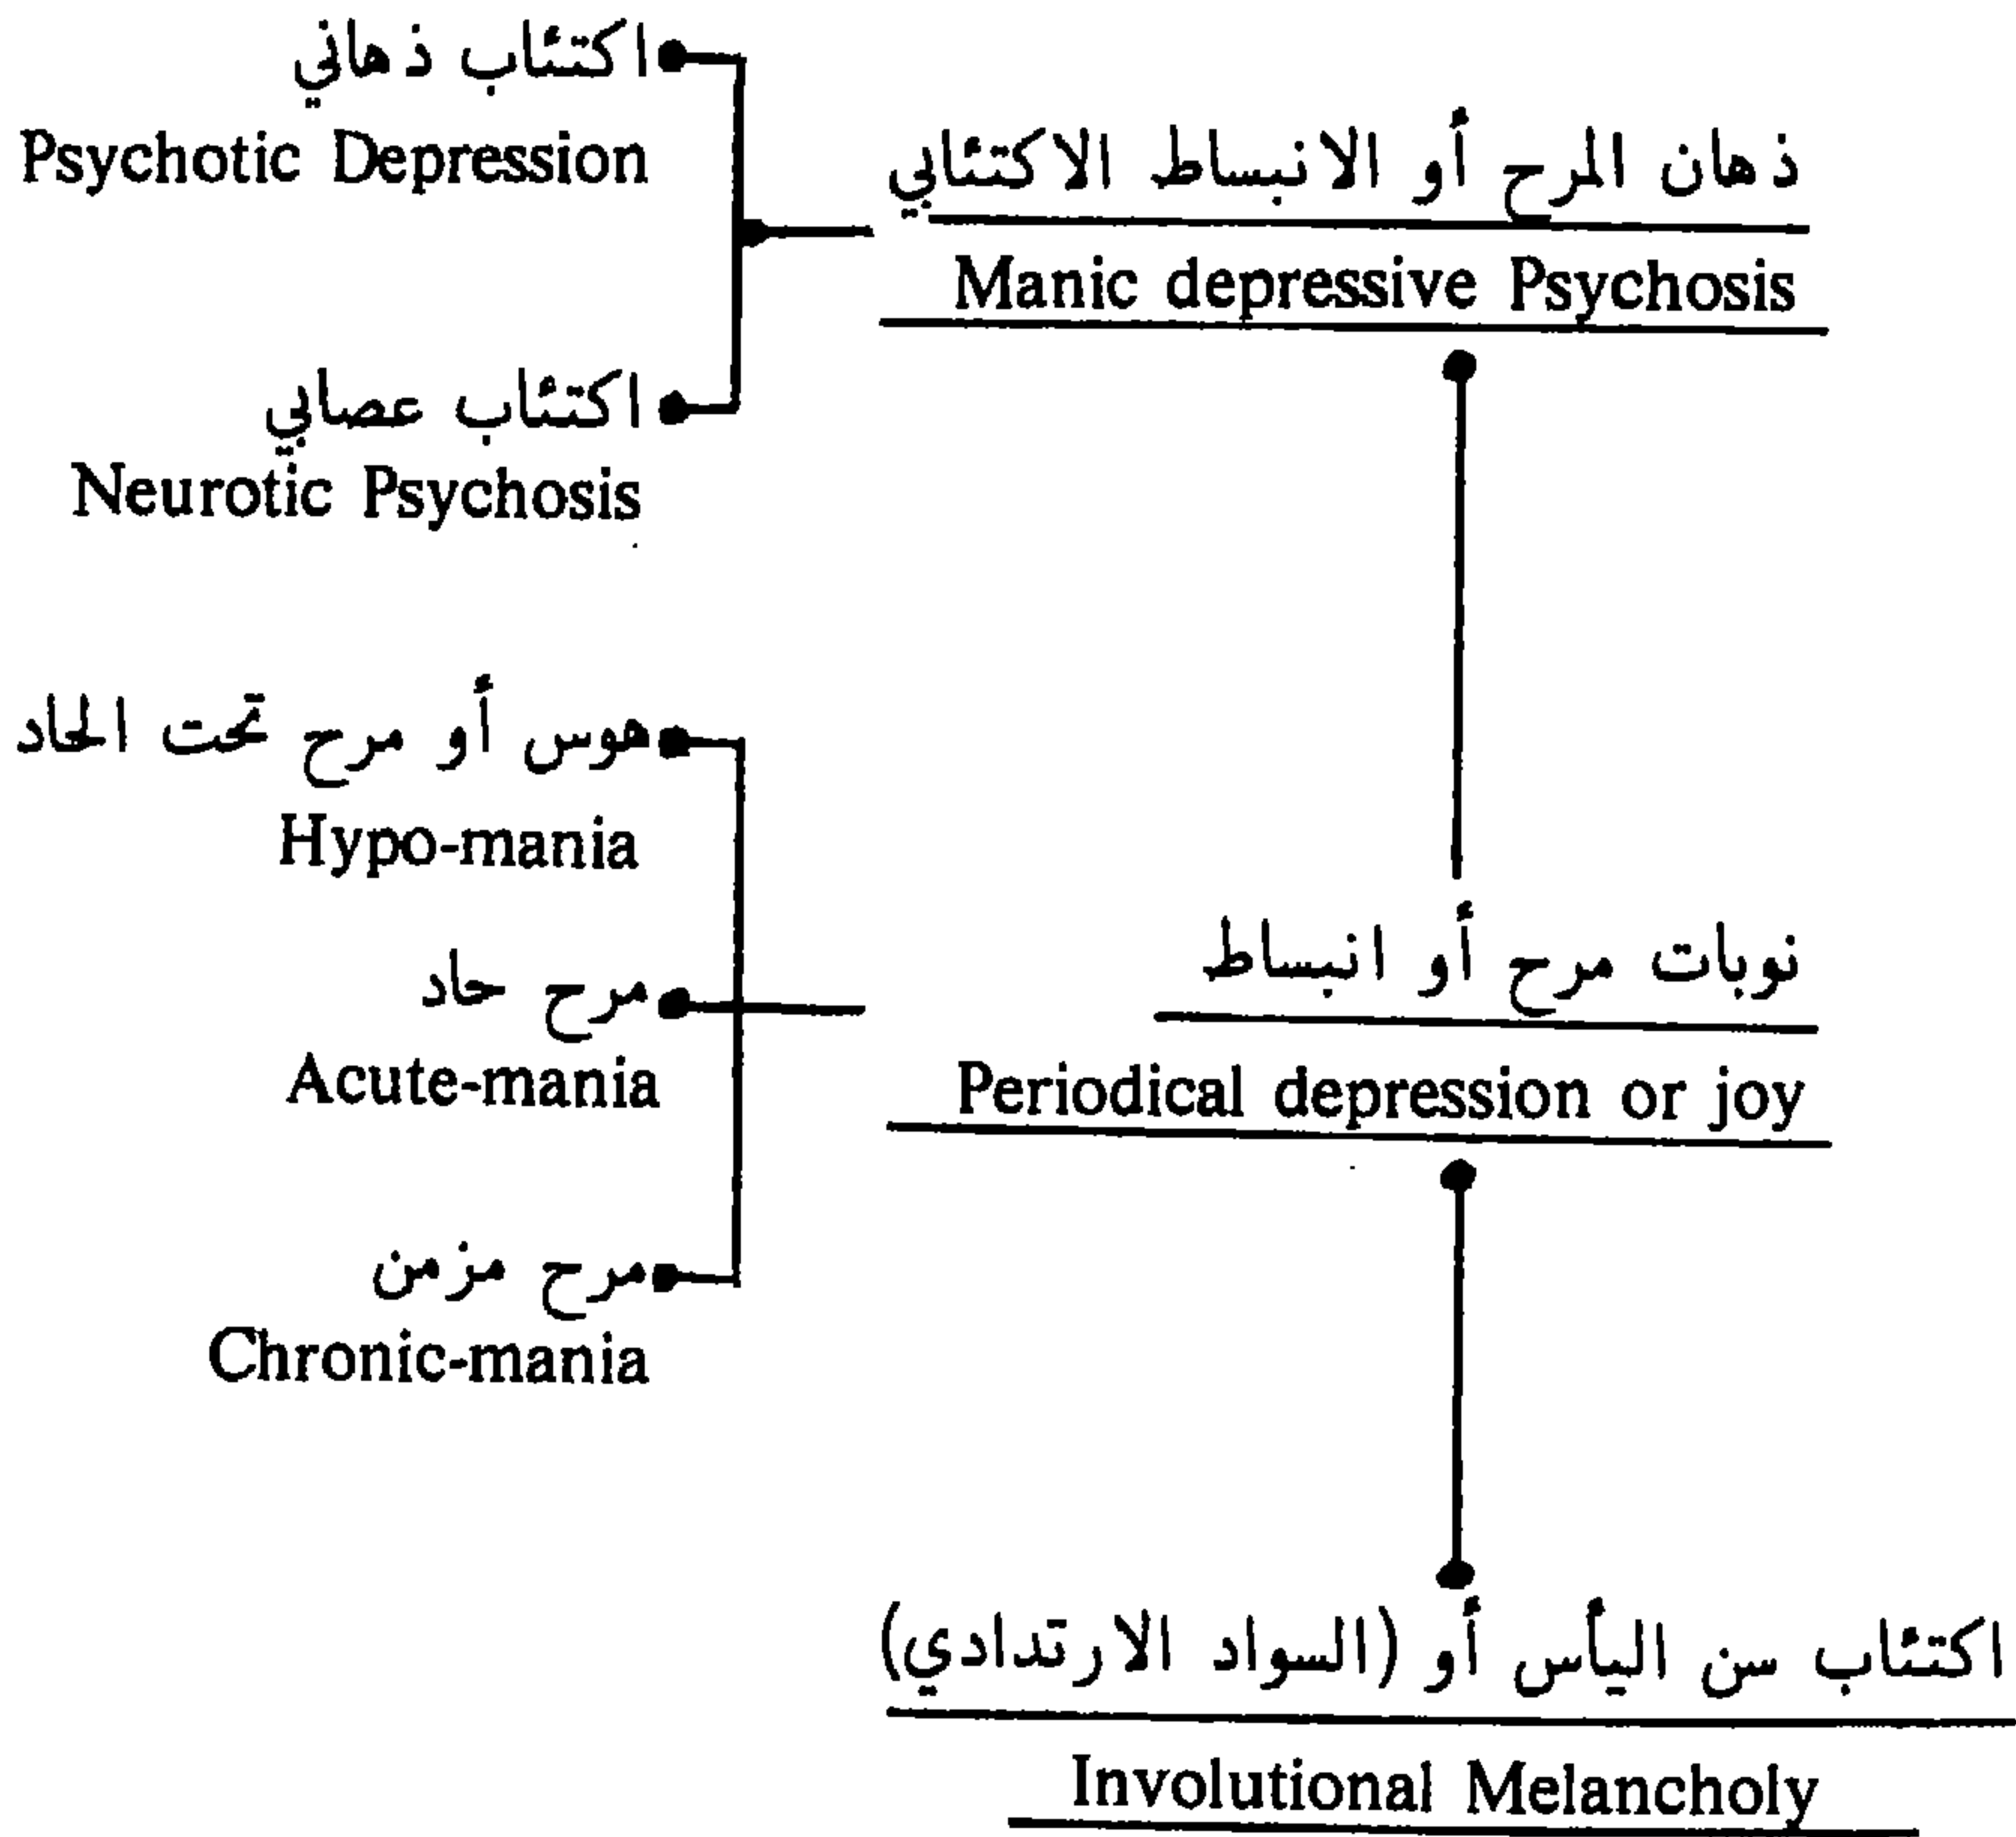 ذهان المرح أو الانبساط الاكتئابي
Manic depressive Psychosis
اكتئاب ذهاني
Psychotic Depression
اكتئاب عصابي
Neurotic Psychosis
نوبات مرح أو انبساط
Periodical depression or joy
هوس أو مرح تحت الحاد
Hypo-mania
مرح حاد
Acute-mania
مرح مزمن
Chronic-mania
اكتئاب سن اليأس أو (السواد الارتدادي)
Involutional Melancholy